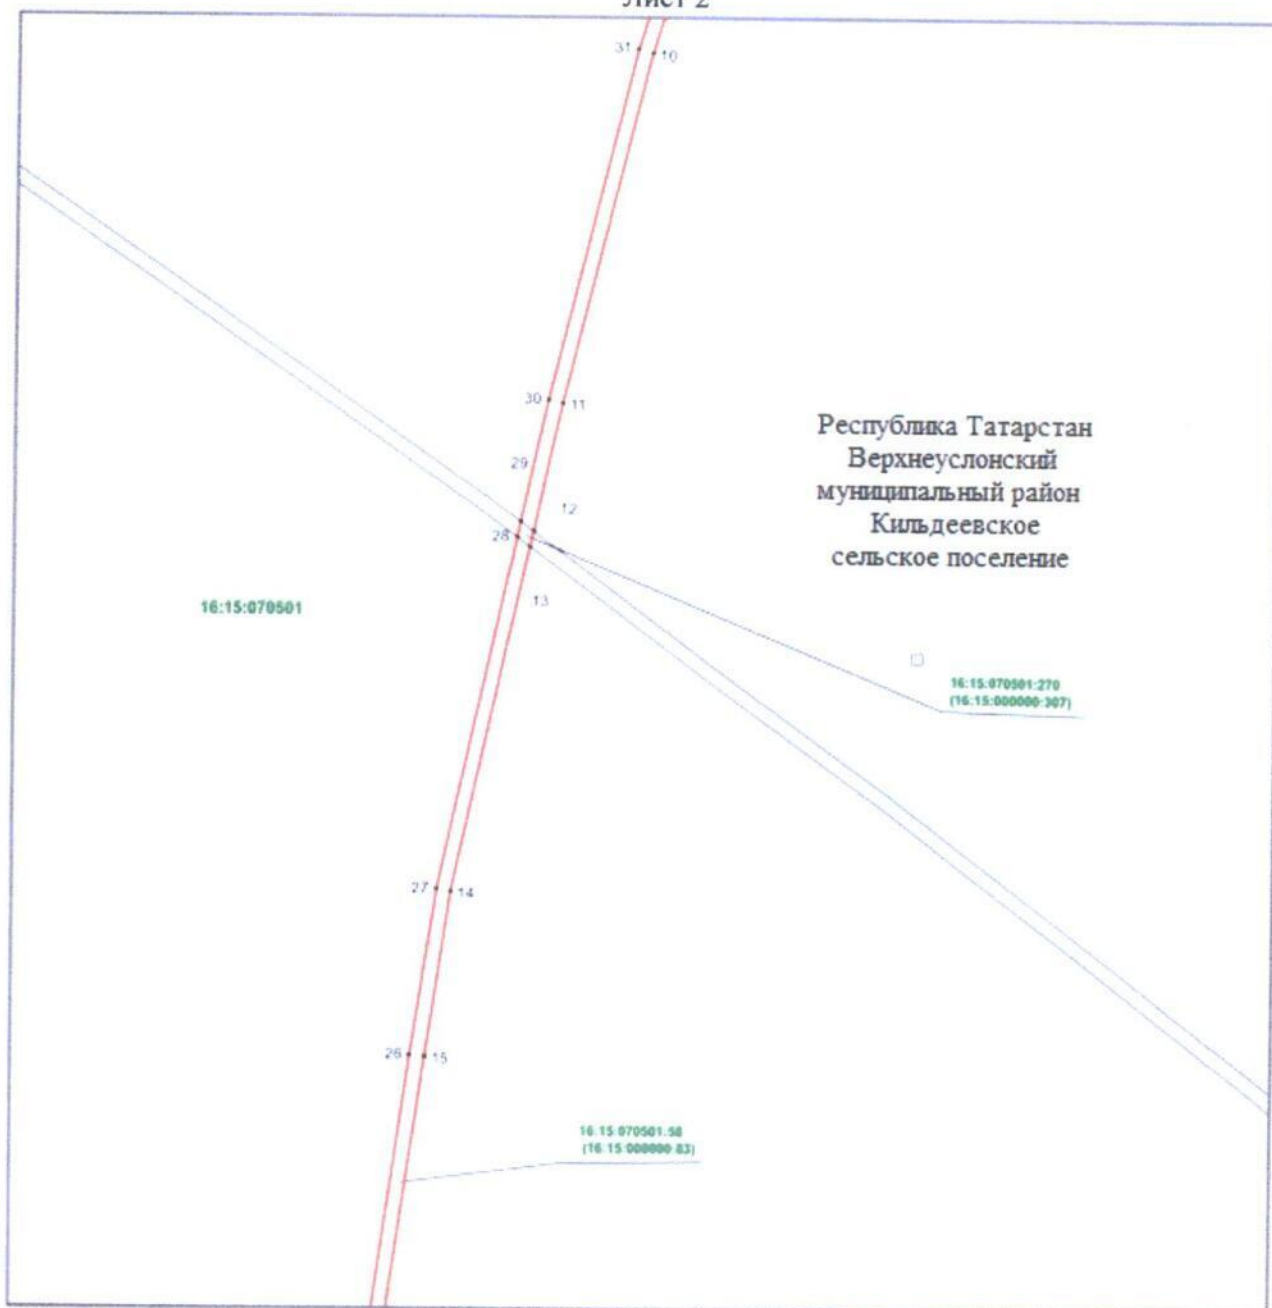 Лист 2
31
10
30
11
29
12
28
13
Республика Татарстан
Верхнеуслонский
муниципальный район
Кильдеевское
сельское поселение
16:15:070501
16:15:070501:270
(16:15:000000:307)
27
14
26
15
16:15:070501:58
(16:15:000000:83)